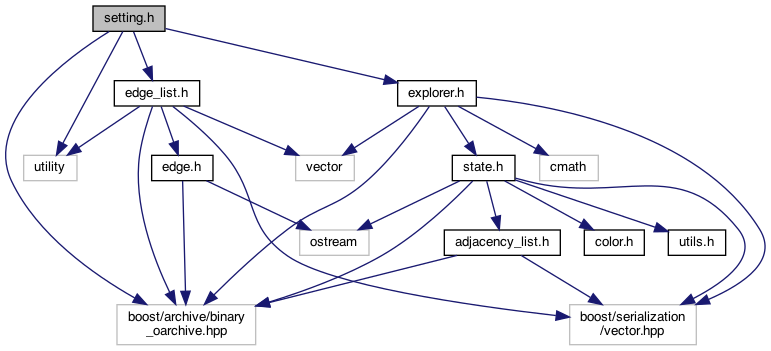 setting.h
edge_list.h
explorer.h
utility
edge.h
vector
state.h
cmath
ostream
adjacency_list.h
color.h
utils.h
boost/archive/binary
_oarchive.hpp
boost/serialization
/vector.hpp